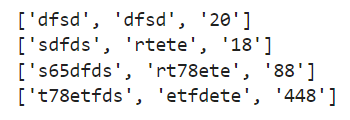 ['dfsd', 'dfsd', '20']
['sdfds', 'rtete', '18']
['s65dfds', 'rt78ete', '88']
['t78etfds', 'etfdete', '448']